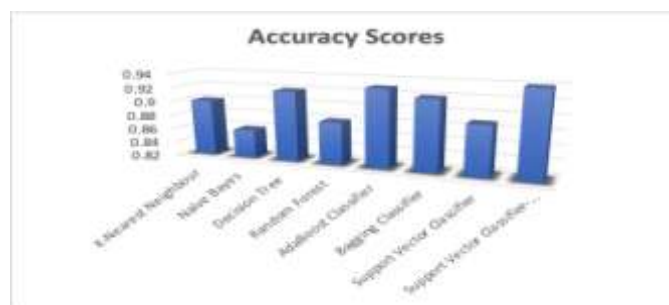 Accuracy Scores
0.94
0.92
0.9
0.88
0.86
0.84
0.82
K-Nearest Neighbour
Naive Bayes
Decision Tree
Random Forest
AdaBoost Classifier
Bagging Classifier
Support Vector Classifier
Support Vector Classifier-...